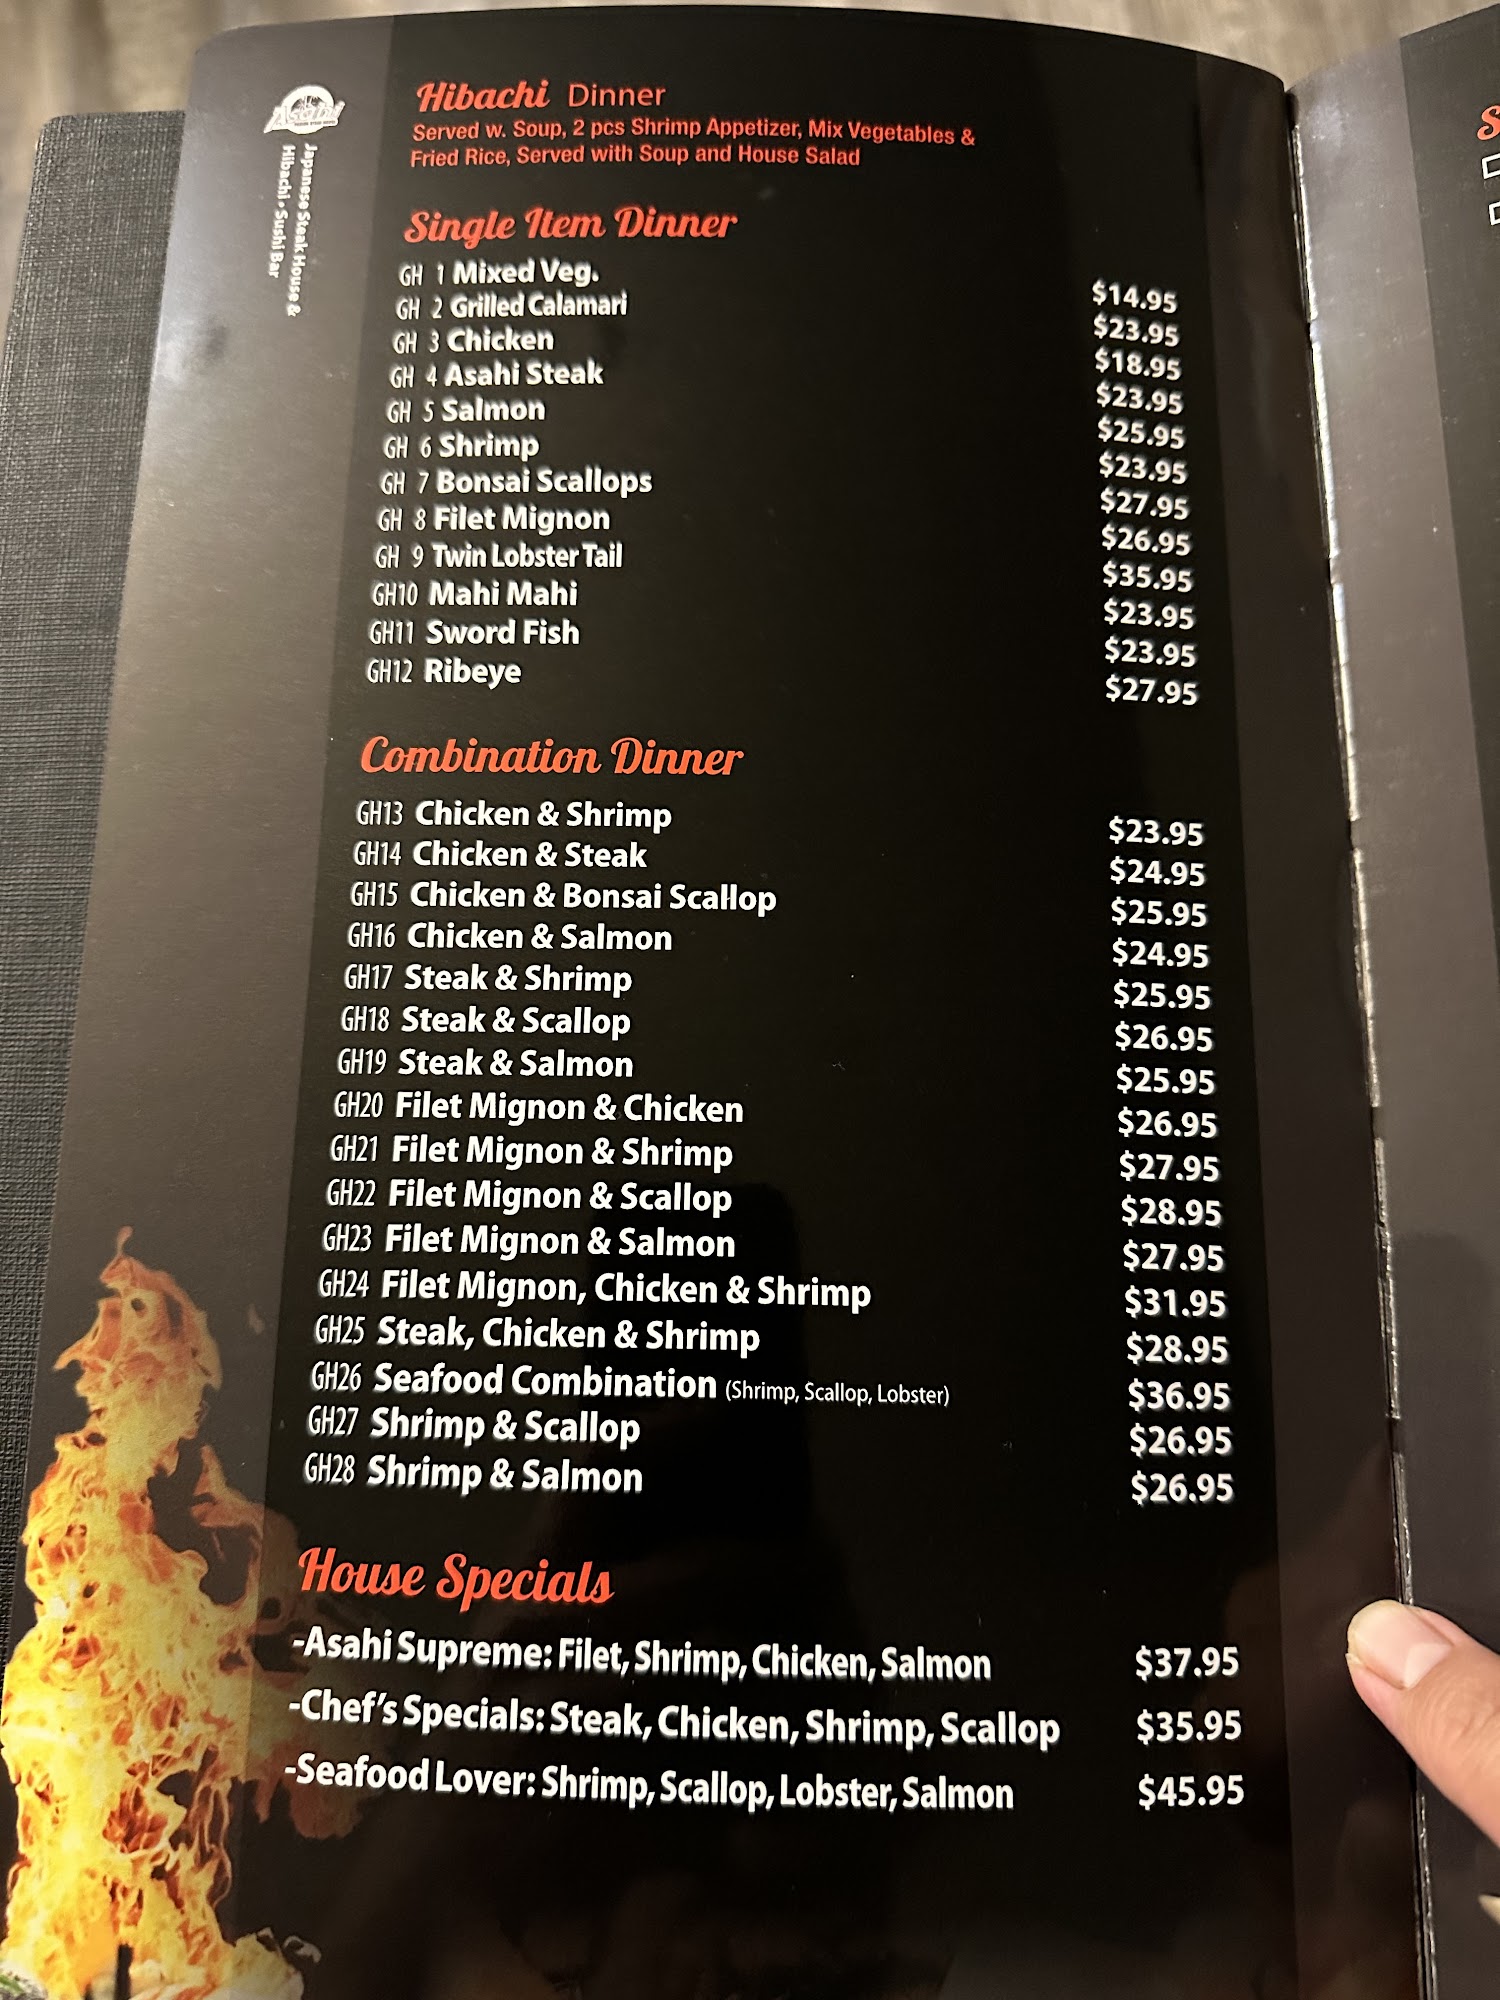 Asahi
Japanese Steak House &
Hibachi • Sushi Bar
Hibachi Dinner
Served w. Soup, 2 pcs Shrimp Appetizer, Mix Vegetables &
Fried Rice, Served with Soup and House Salad
Single Item Dinner
GH 1 Mixed Veg. $14.95
GH 2 Grilled Calamari $23.95
GH 3 Chicken $18.95
GH 4 Asahi Steak $23.95
GH 5 Salmon $25.95
GH 6 Shrimp $23.95
GH 7 Bonsai Scallops $27.95
GH 8 Filet Mignon $26.95
GH 9 Twin Lobster Tail $35.95
GH10 Mahi Mahi $23.95
GH11 Sword Fish $23.95
GH12 Ribeye $27.95
Combination Dinner
GH13 Chicken & Shrimp $23.95
GH14 Chicken & Steak $24.95
GH15 Chicken & Bonsai Scallop $25.95
GH16 Chicken & Salmon $24.95
GH17 Steak & Shrimp $25.95
GH18 Steak & Scallop $26.95
GH19 Steak & Salmon $25.95
GH20 Filet Mignon & Chicken $26.95
GH21 Filet Mignon & Shrimp $27.95
GH22 Filet Mignon & Scallop $28.95
GH23 Filet Mignon & Salmon $27.95
GH24 Filet Mignon, Chicken & Shrimp $31.95
GH25 Steak, Chicken & Shrimp $28.95
GH26 Seafood Combination (Shrimp, Scallop, Lobster) $36.95
GH27 Shrimp & Scallop $26.95
GH28 Shrimp & Salmon $26.95
House Specials
-Asahi Supreme: Filet, Shrimp, Chicken, Salmon $37.95
-Chef's Specials: Steak, Chicken, Shrimp, Scallop $35.95
-Seafood Lover: Shrimp, Scallop, Lobster, Salmon $45.95